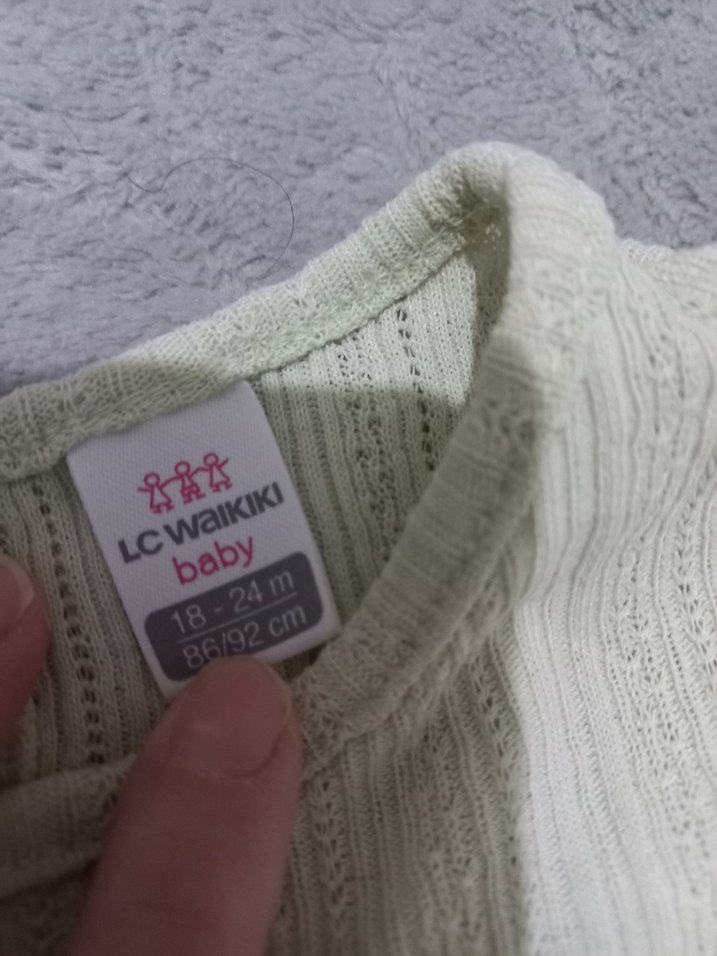 LC WAIKIKI
baby
18 - 24 m
86/92 cm